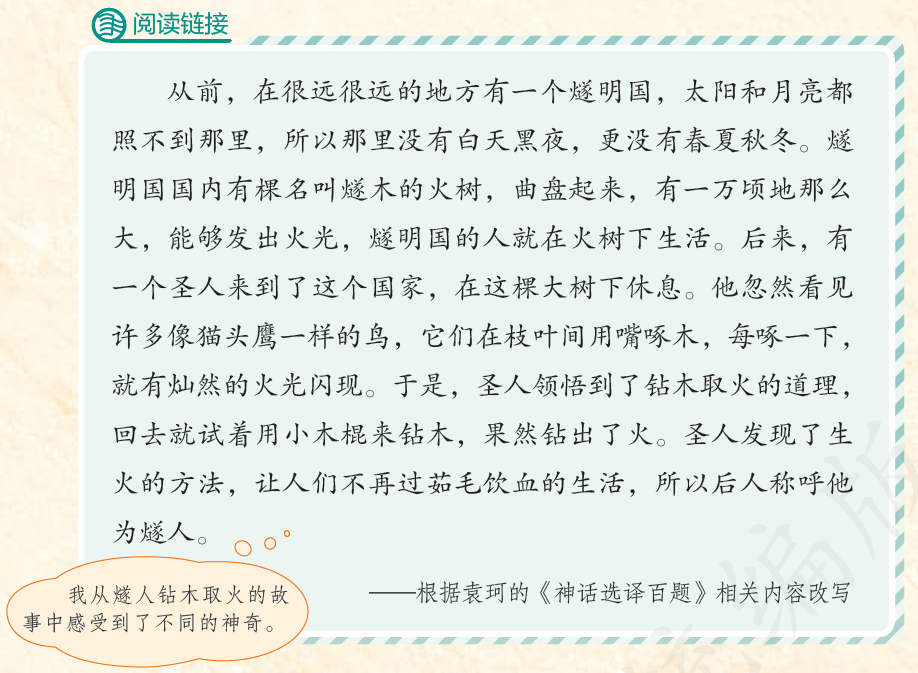 阅读链接
从前，在很远很远的地方有一个燧明国，太阳和月亮都
照不到那里，所以那里没有白天黑夜，更没有春夏秋冬。燧
明国国内有棵名叫燧木的火树，曲盘起来，有一万顷地那么
大，能够发出火光，燧明国的人就在火树下生活。后来，有
一个圣人来到了这个国家，在这棵大树下休息。他忽然看见
许多像猫头鹰一样的鸟，它们在枝叶间用嘴啄木，每啄一下，
就有灿然的火光闪现。于是，圣人领悟到了钻木取火的道理，
回去就试着用小木棍来钻木，果然钻出了火。圣人发现了生
火的方法，让人们不再过茹毛饮血的生活，所以后人称呼他
为燧人。
——根据袁珂的《神话选译百题》相关内容改写
我从燧人钻木取火的故
事中感受到了不同的神奇。
编版